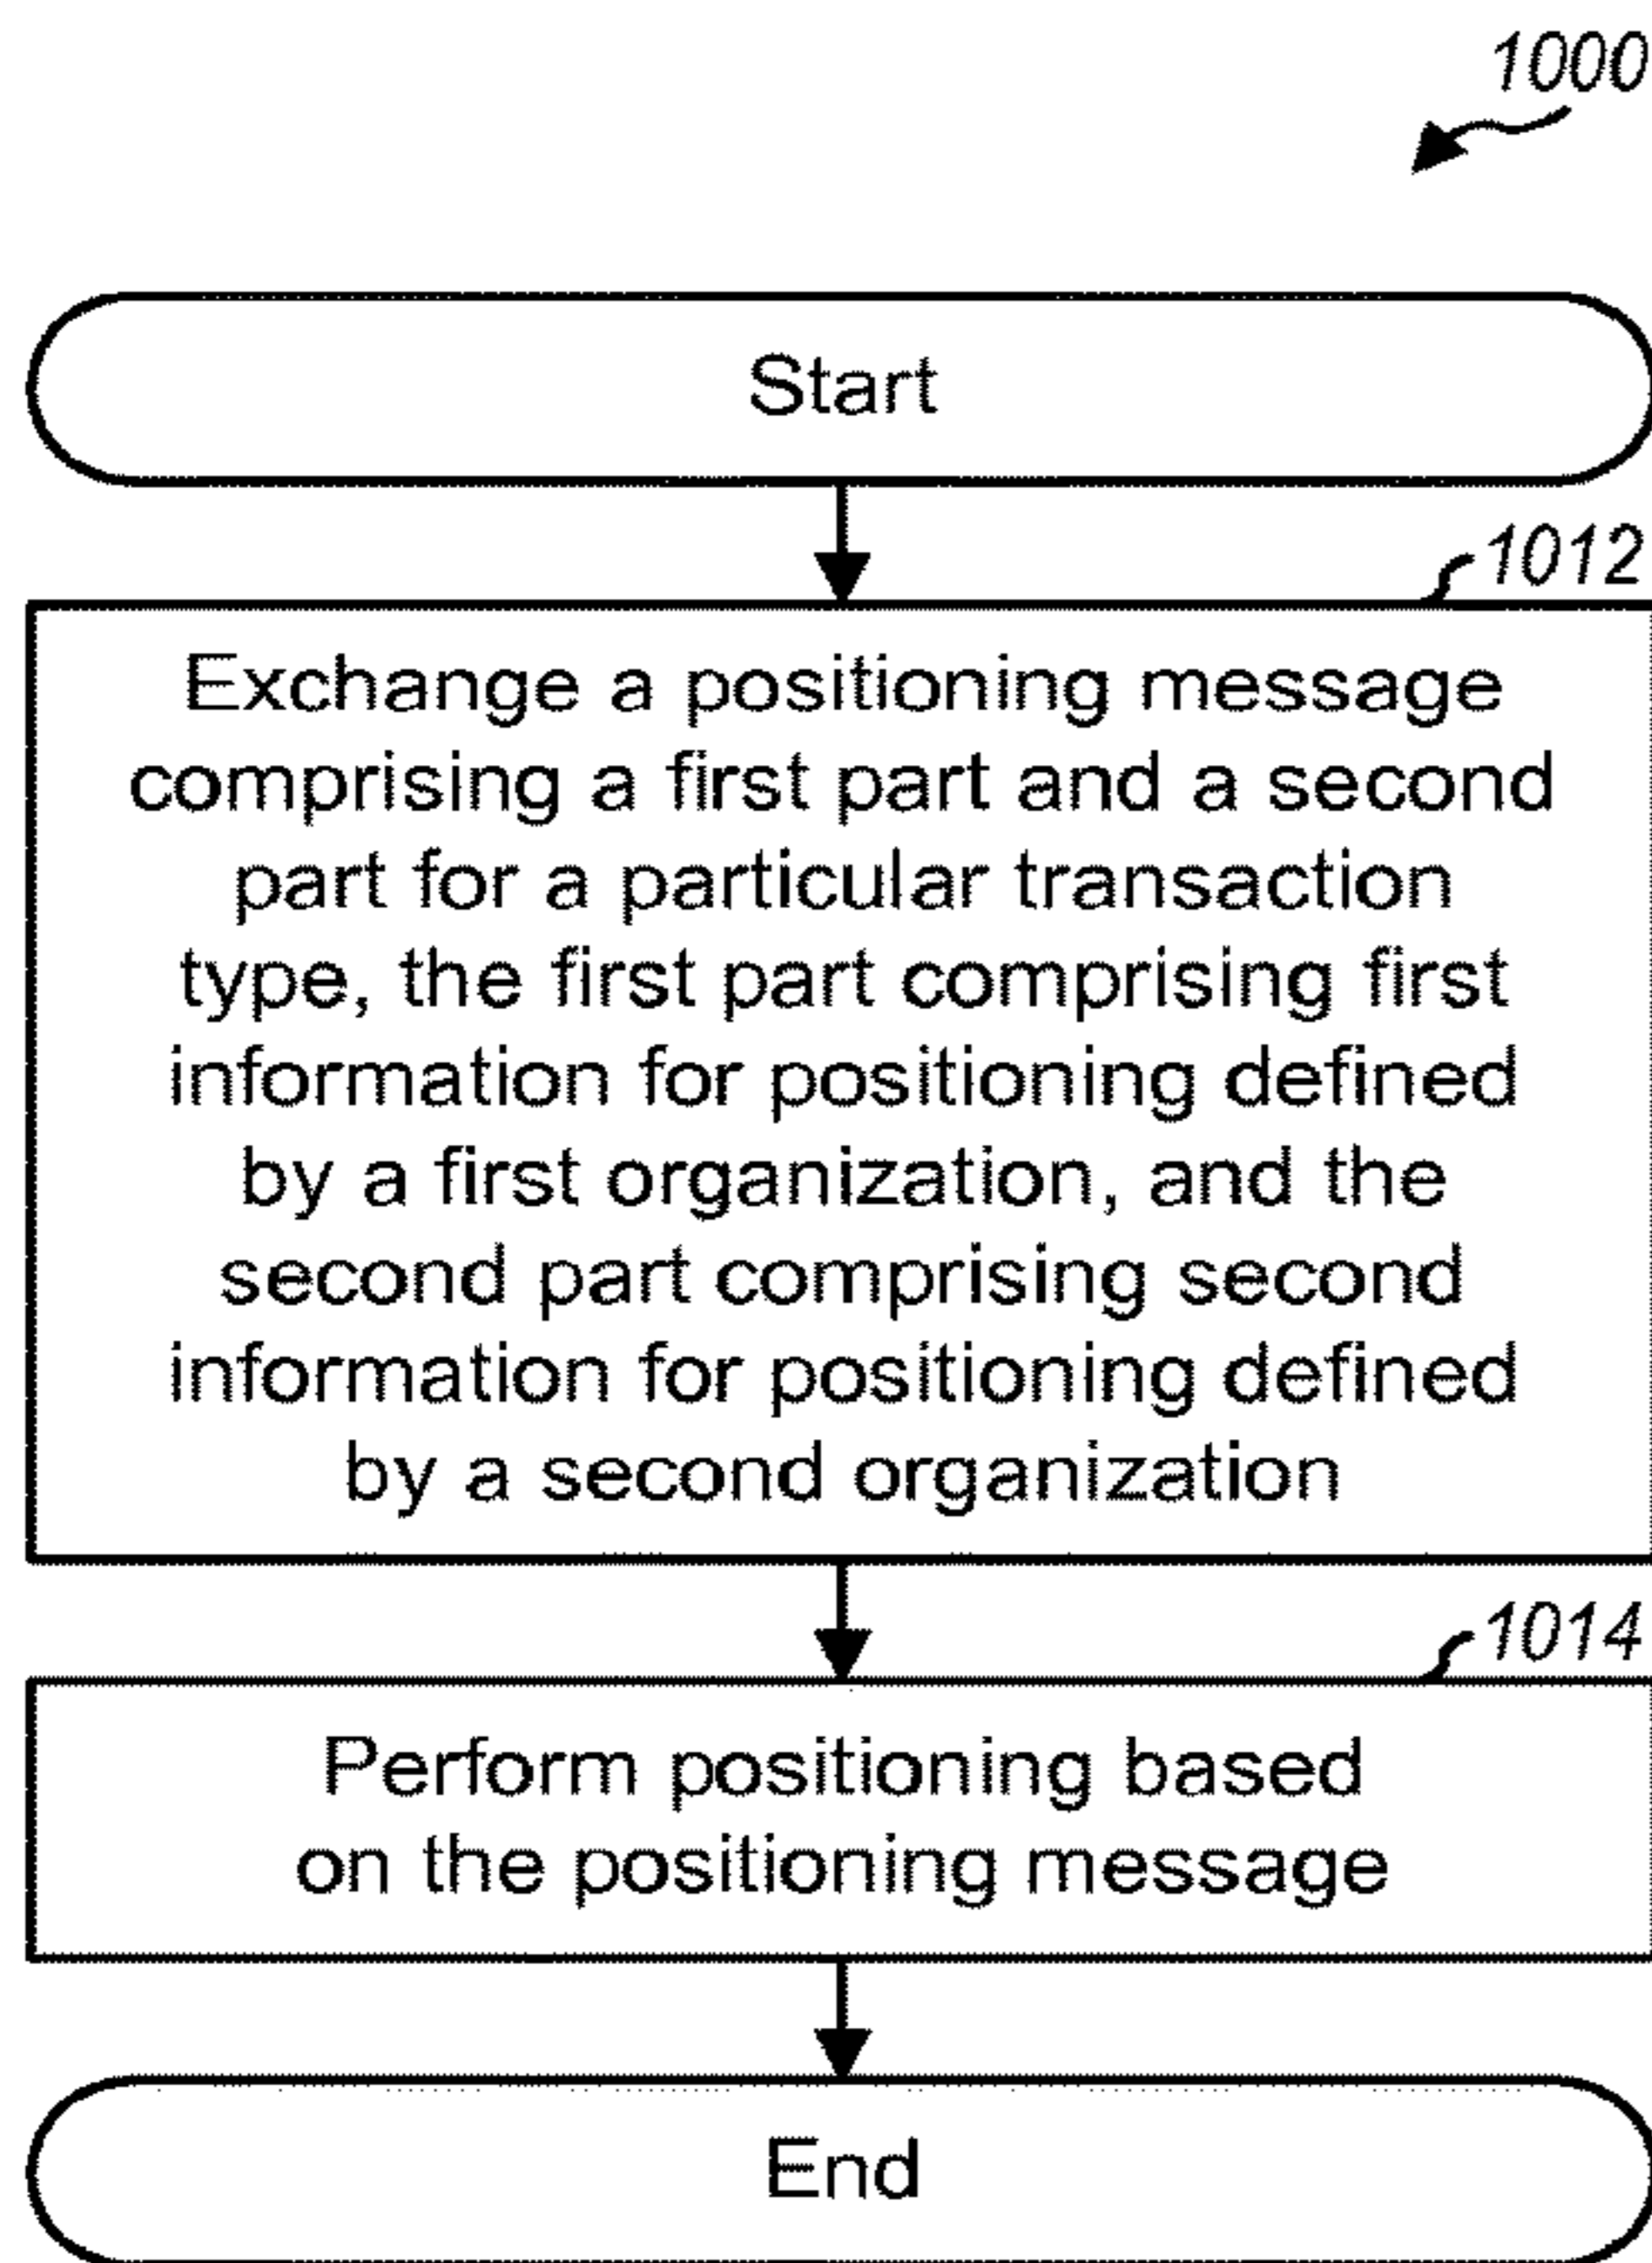 1000
Start
1012
Exchange a positioning message
comprising a first part and a second
part for a particular transaction
type, the first part comprising first
information for positioning defined
by a first organization, and the
second part comprising second
information for positioning defined
by a second organization
1014
Perform positioning based
on the positioning message
End